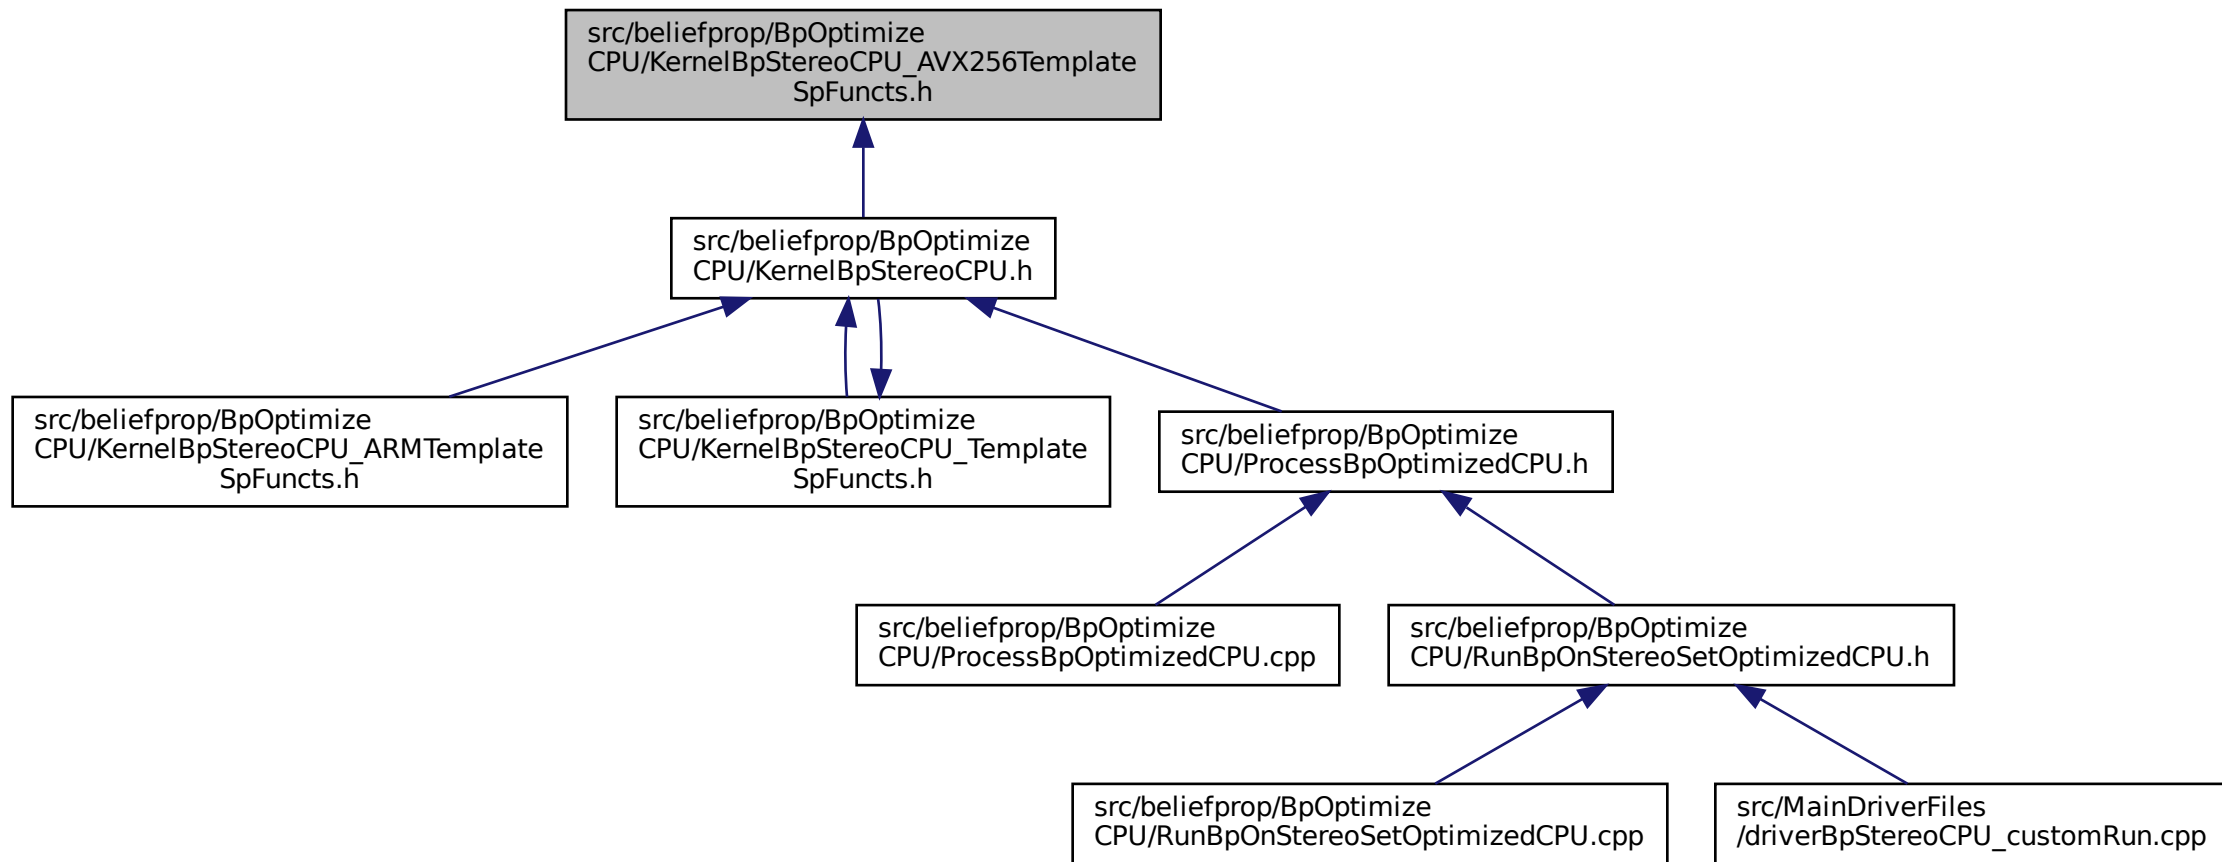 src/beliefprop/BpOptimize
CPU/KernelBpStereoCPU_AVX256Template
SpFuncts.h
src/beliefprop/BpOptimize
CPU/KernelBpStereoCPU.h
src/beliefprop/BpOptimize
CPU/KernelBpStereoCPU_ARMTemplate
SpFuncts.h
src/beliefprop/BpOptimize
CPU/KernelBpStereoCPU_Template
SpFuncts.h
src/beliefprop/BpOptimize
CPU/ProcessBpOptimizedCPU.h
src/beliefprop/BpOptimize
CPU/ProcessBpOptimizedCPU.cpp
src/beliefprop/BpOptimize
CPU/RunBpOnStereoSetOptimizedCPU.h
src/beliefprop/BpOptimize
CPU/RunBpOnStereoSetOptimizedCPU.cpp
src/MainDriverFiles
/driverBpStereoCPU_customRun.cpp